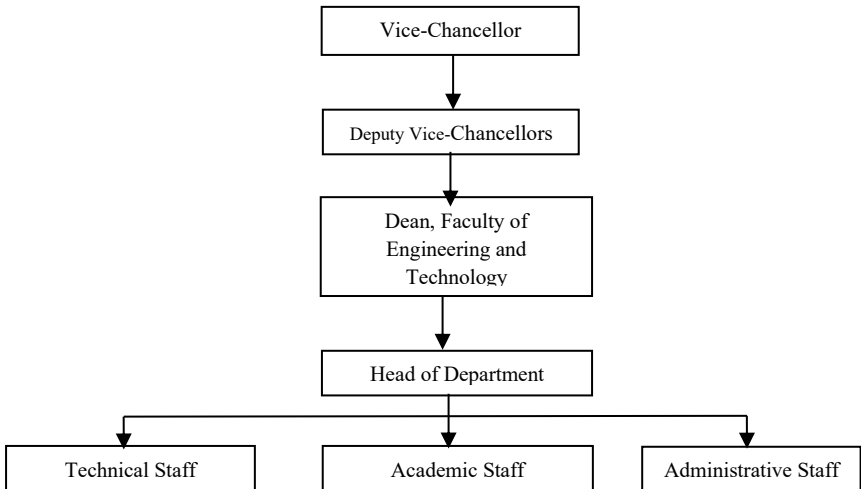 Vice-Chancellor
Deputy Vice-Chancellors
Dean, Faculty of
Engineering and
Technology
Head of Department
Technical Staff
Academic Staff
Administrative Staff